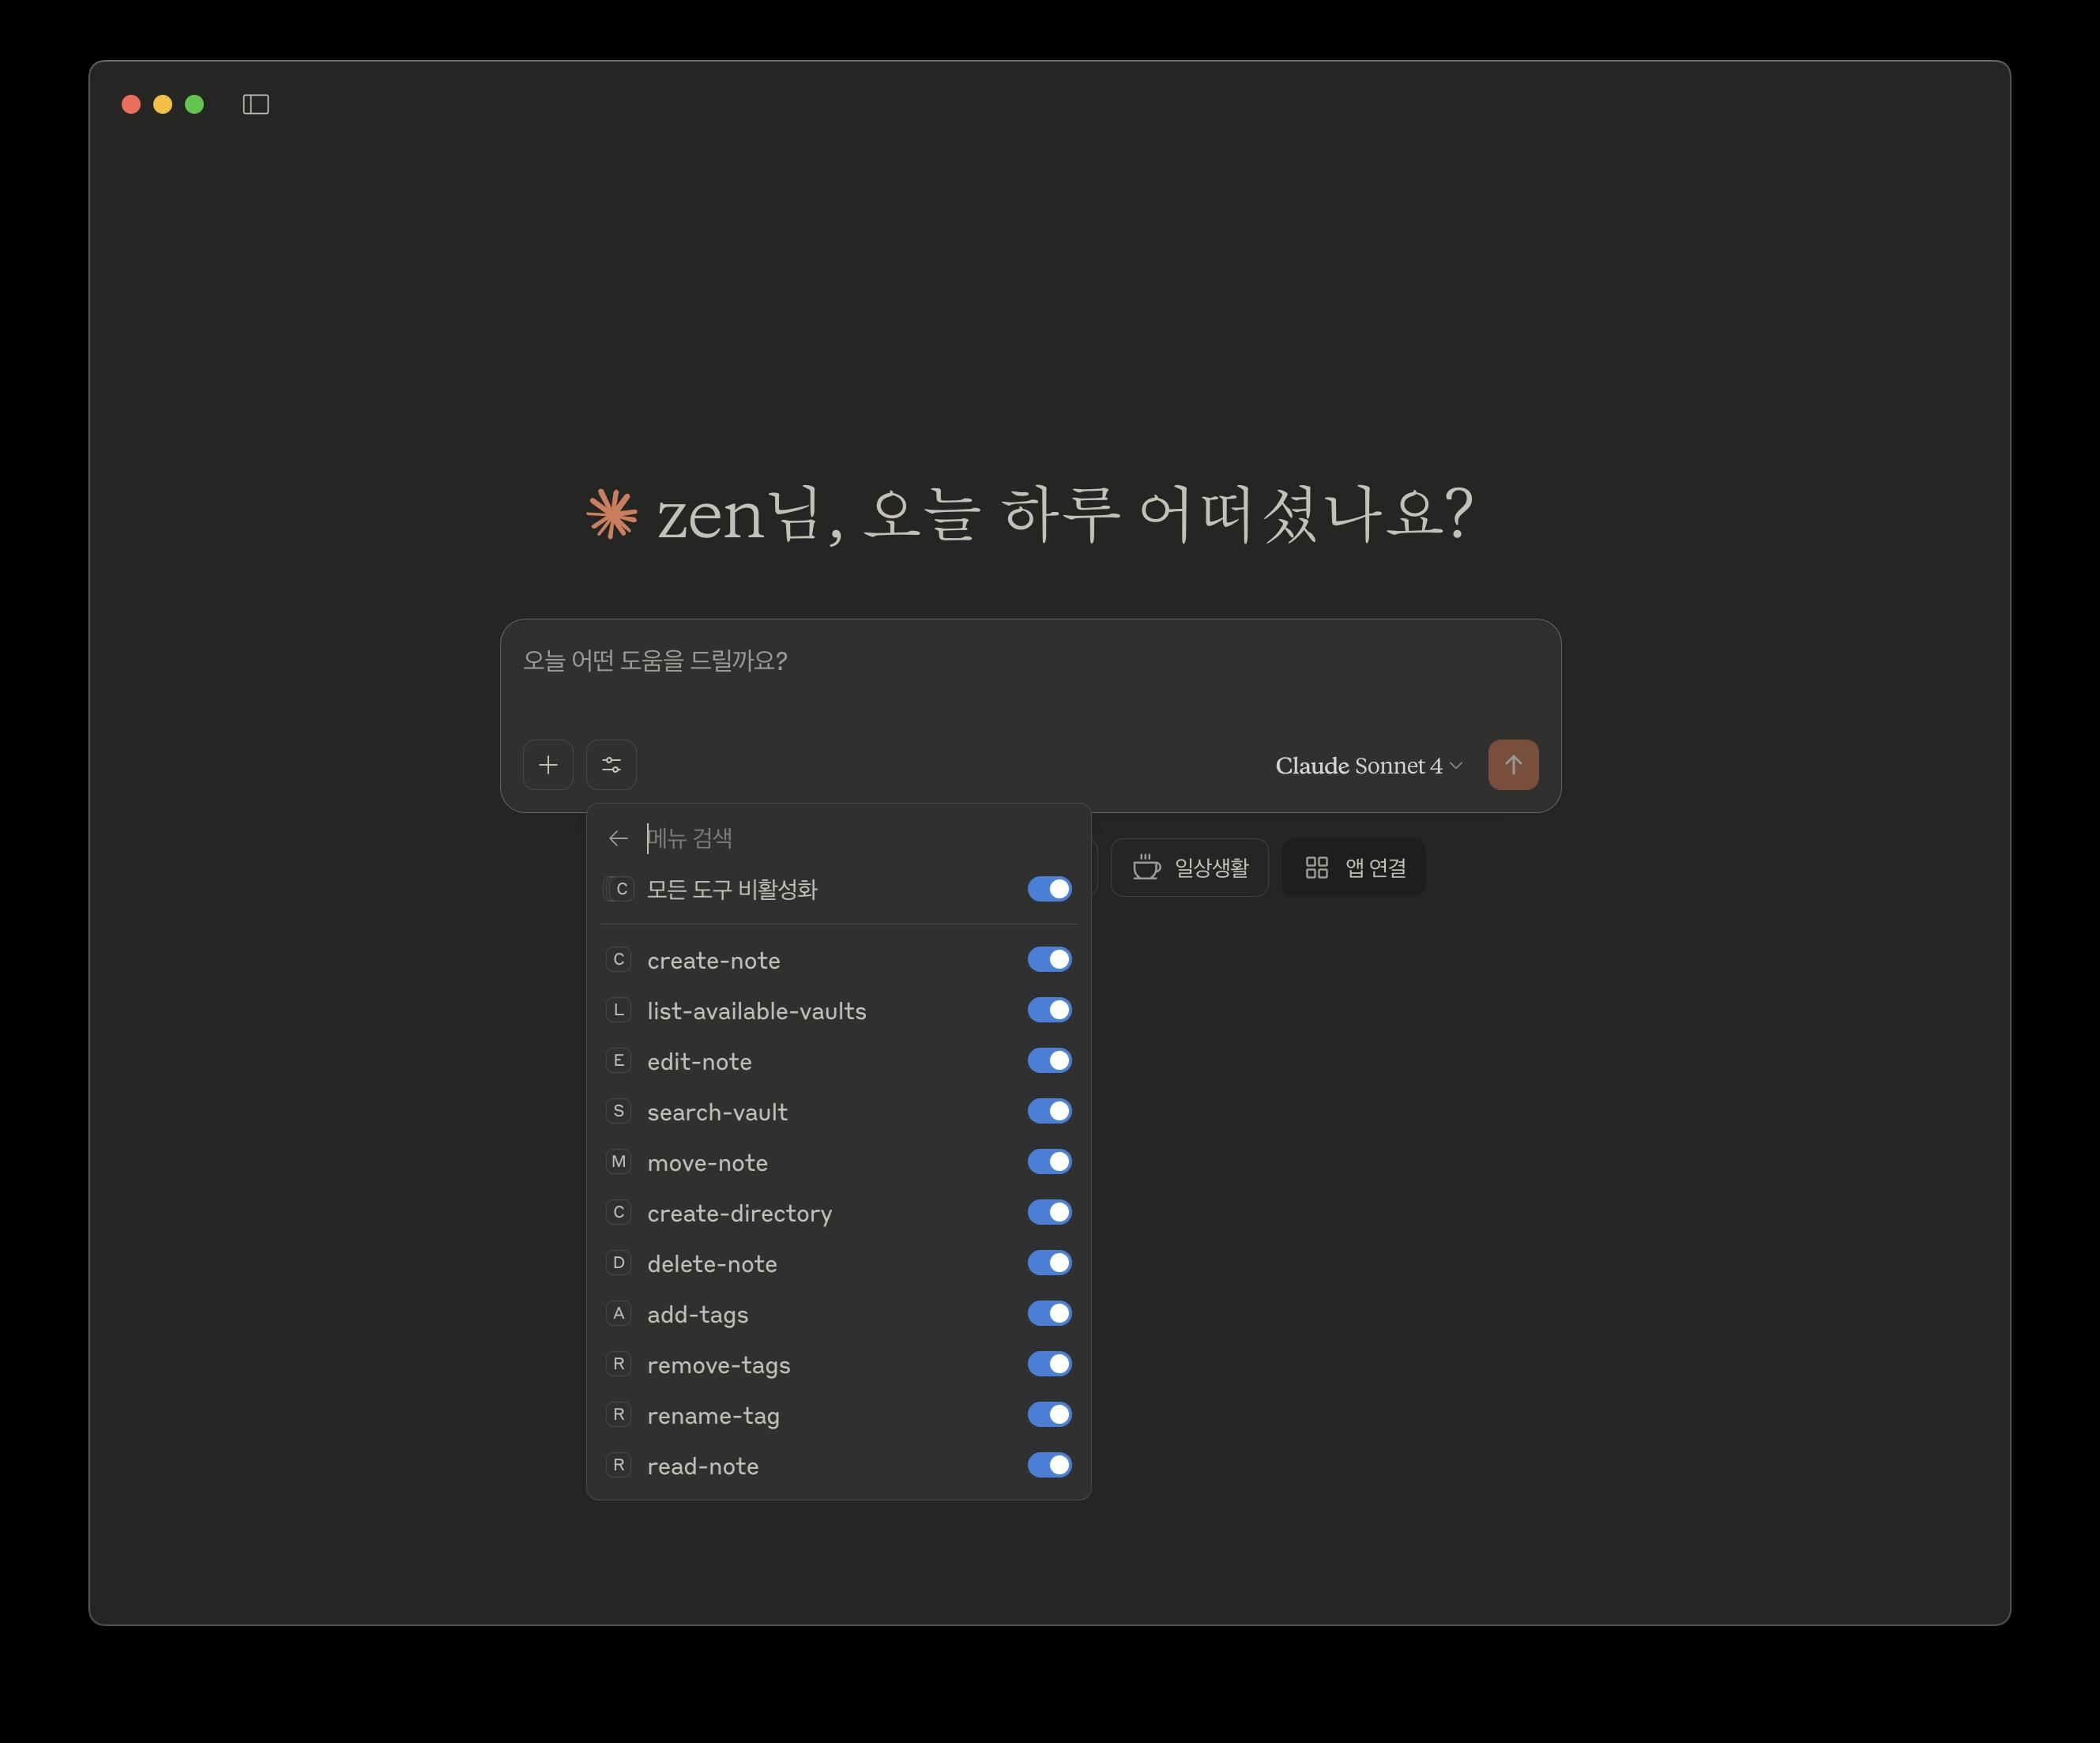 zen님, 오늘 하루 어떠셨나요?
오늘 어떤 도움을 드릴까요?
Claude Sonnet 4
메뉴 검색
일상생활
앱 연결
C 모든 도구 비활성화
C create-note
L list-available-vaults
E edit-note
S search-vault
M move-note
C create-directory
D delete-note
A add-tags
R remove-tags
R rename-tag
R read-note